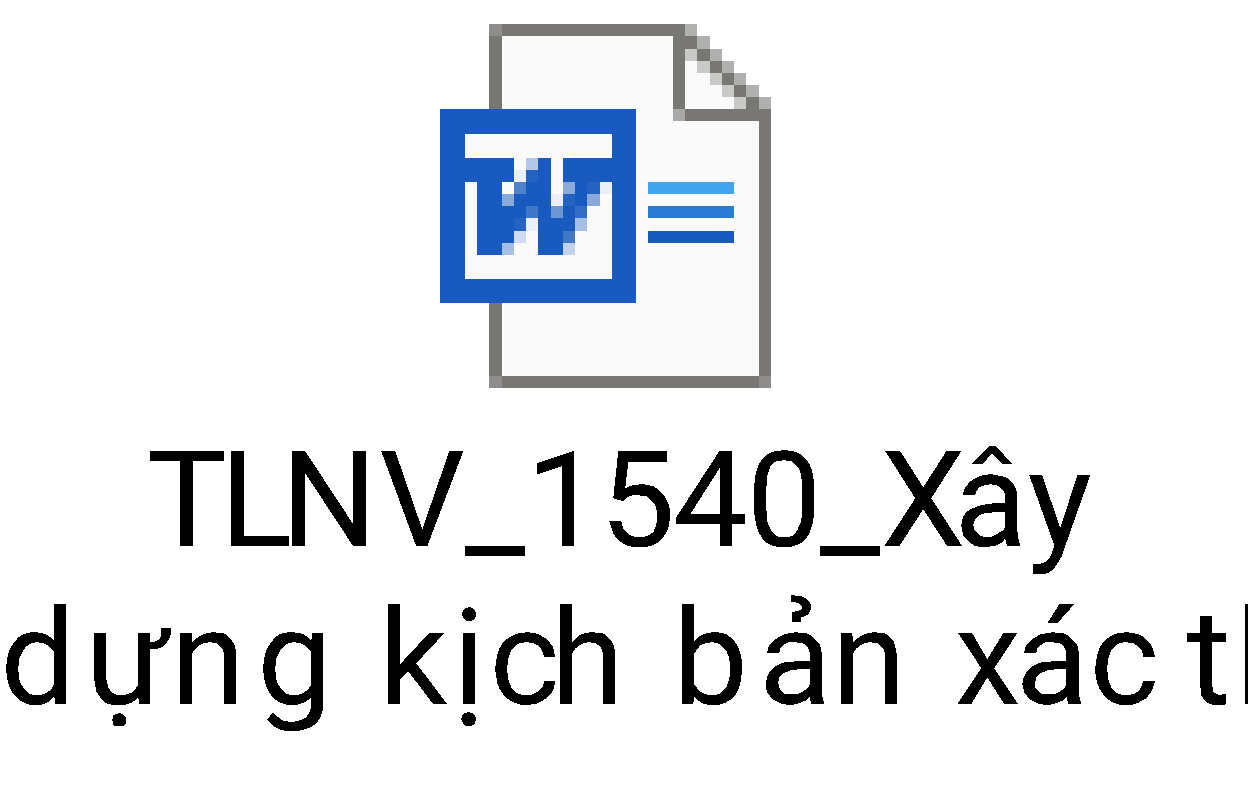 W
TLNV_1540_Xây
dựng kịch bản xác